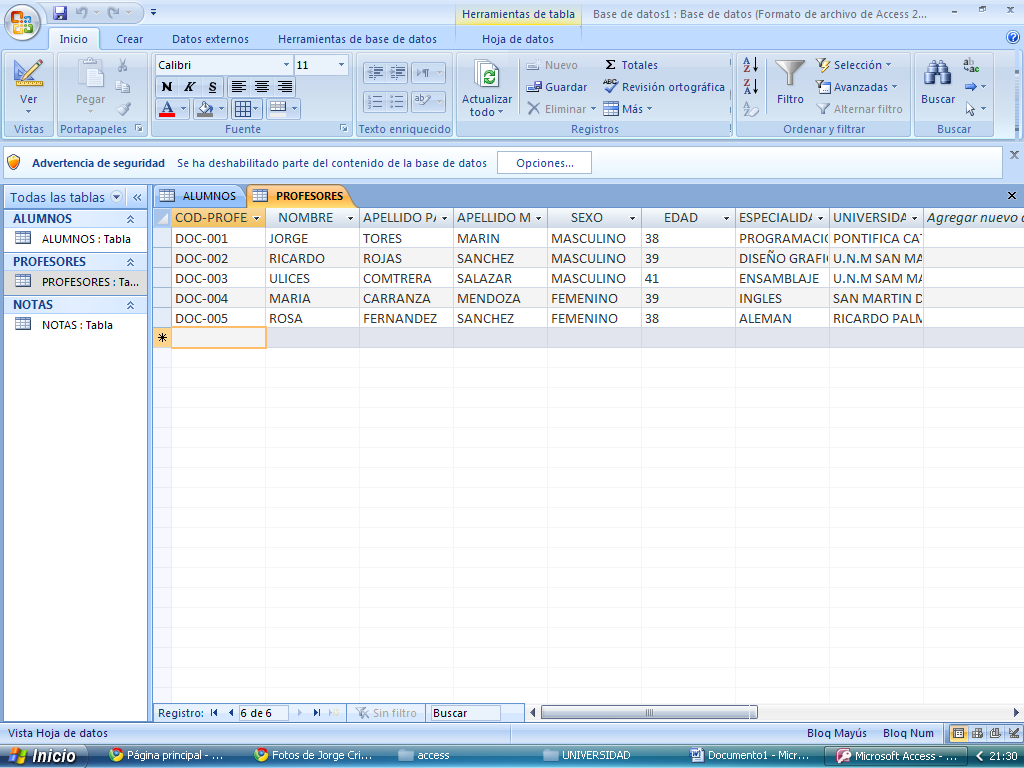 Herramientas de tabla Base de datos1 : Base de datos (Formato de archivo de Access 2...
Inicio Crear Datos externos Herramientas de base de datos Hoja de datos
Ver
Vistas
Pegar
Portapapeles
Calibri 11
N K S
A
Fuente
Texto enriquecido
Actualizar todo
Nuevo
Guardar
Eliminar
Σ Totales
ABC Revisión ortográfica
Más
Registros
A Z
Z A
A Z
Filtro
Selección
Avanzadas
Alternar filtro
Ordenar y filtrar
Buscar
ab ac
Buscar
Advertencia de seguridad Se ha deshabilitado parte del contenido de la base de datos Opciones...
Todas las tablas «
ALUMNOS
ALUMNOS : Tabla
PROFESORES
PROFESORES : Ta...
NOTAS
NOTAS : Tabla
ALUMNOS PROFESORES
COD-PROFE NOMBRE APELLIDO PA APELLIDO M SEXO EDAD ESPECIALIDA UNIVERSIDA Agregar nuevo c
DOC-001 JORGE TORES MARIN MASCULINO 38 PROGRAMACIO PONTIFICA CA
DOC-002 RICARDO ROJAS SANCHEZ MASCULINO 39 DISEÑO GRAFI U.N.M SAN MA
DOC-003 ULICES COMTRERA SALAZAR MASCULINO 41 ENSAMBLAJE U.N.M SAM MA
DOC-004 MARIA CARRANZA MENDOZA FEMENINO 39 INGLES SAN MARTIN D
DOC-005 ROSA FERNANDEZ SANCHEZ FEMENINO 38 ALEMAN RICARDO PALM
Registro: 6 de 6 Sin filtro Buscar
Vista Hoja de datos Bloq Mayús Bloq Num
Inicio Página principal - ... Fotos de Jorge Cri... access UNIVERSIDAD Documento1 - Micr... Microsoft Access - ... 21:30